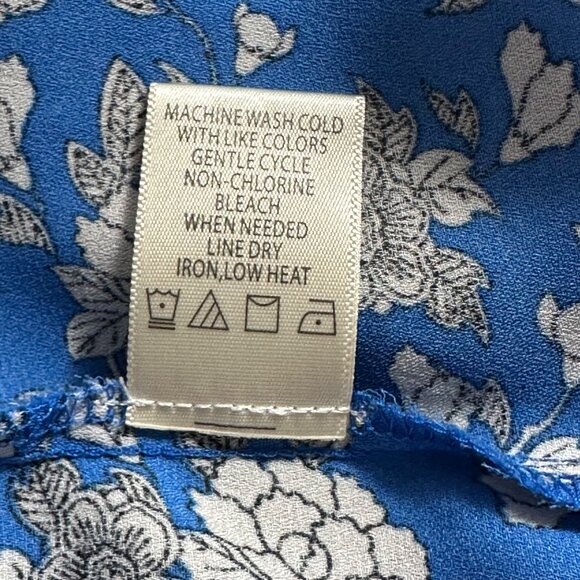 MACHINE WASH COLD
WITH LIKE COLORS
GENTLE CYCLE
NON-CHLORINE
BLEACH
WHEN NEEDED
LINE DRY
IRON,LOW HEAT